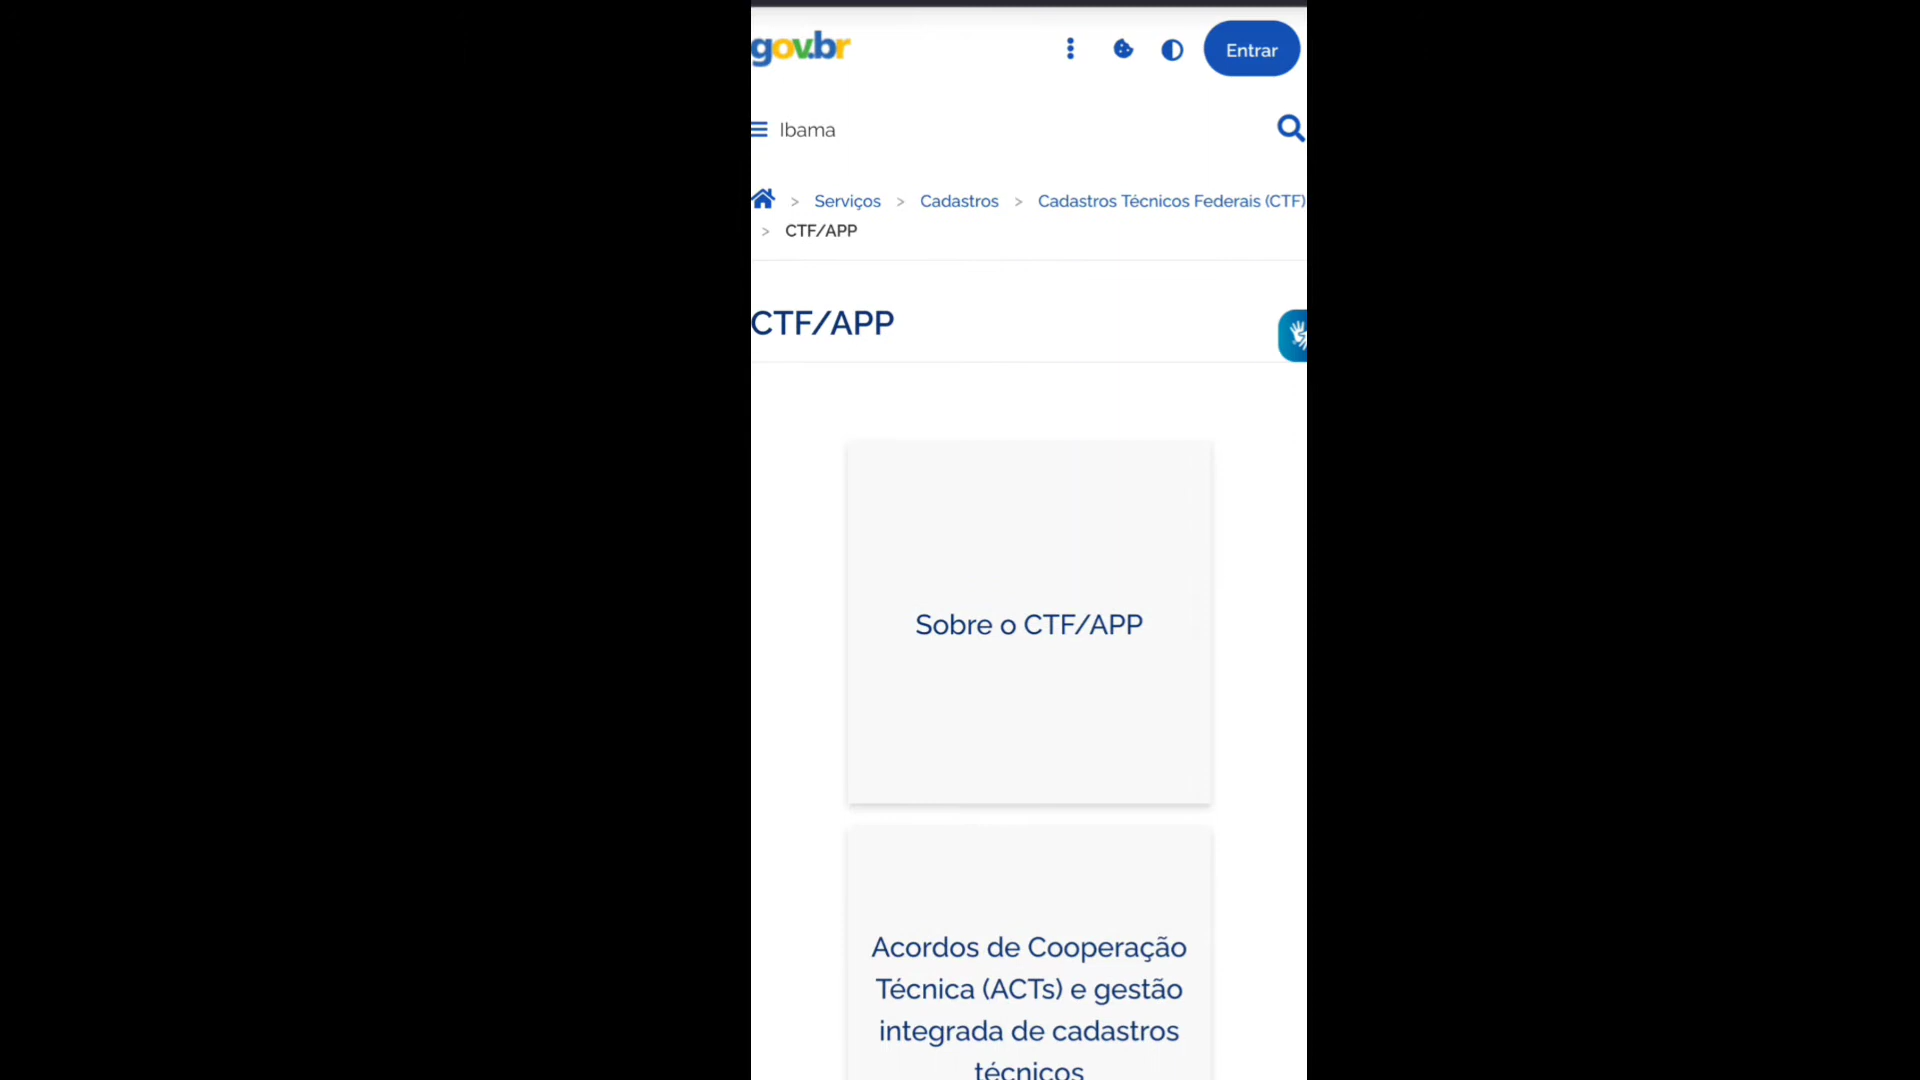 gov.br
Entrar
Ibama
> Serviços > Cadastros > Cadastros Técnicos Federais (CTF)
> CTF/APP
CTF/APP
Sobre o CTF/APP
Acordos de Cooperação
Técnica (ACTs) e gestão
integrada de cadastros
técnicos